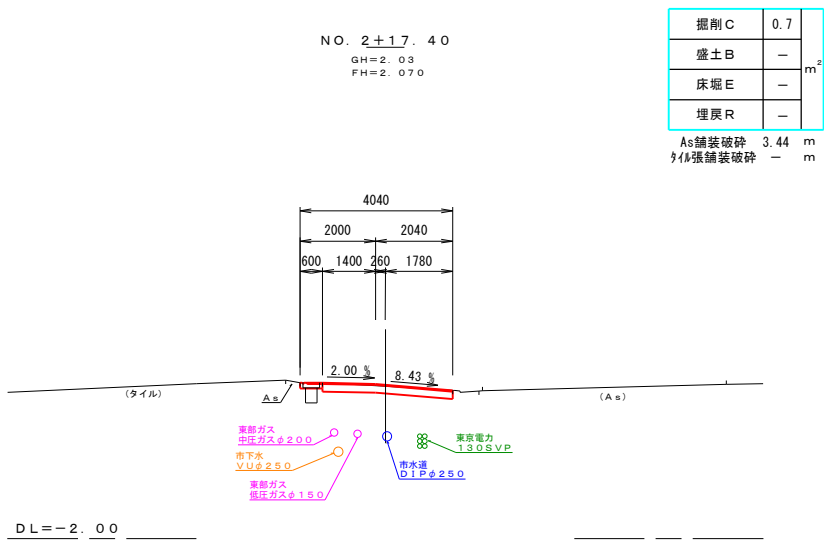 NO. 2+17.40
GH=2.03
FH=2.070
掘削C 0.7 m²
盛土B －
床堀E －
埋戻R －
As舗装破砕 3.44 m
ﾀｲﾙ張舗装破砕 － m
4040
2000 2040
600 1400 260 1780
2.00 % 8.43 %
(タイル) As (As)
東部ガス
中圧ガスφ200
市下水
VUφ250
東部ガス
低圧ガスφ150
市水道
DIPφ250
東京電力
130SVP
DL=-2.00